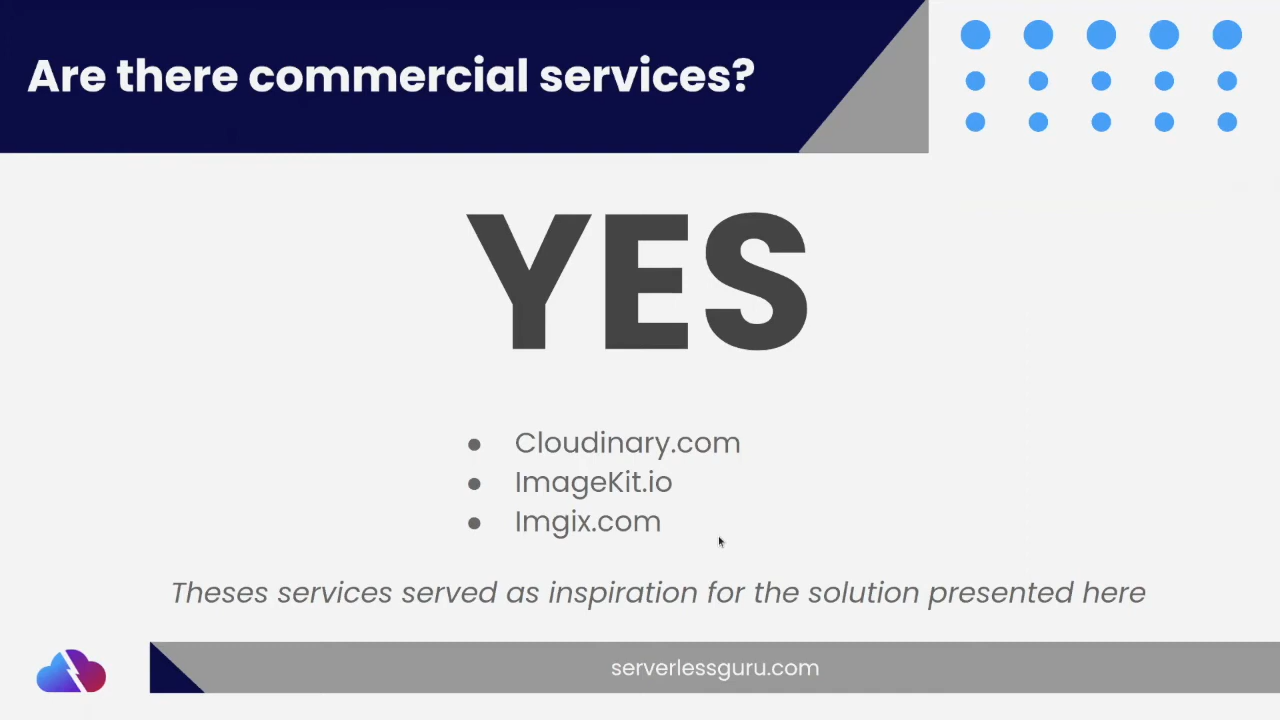 Are there commercial services?
YES
● Cloudinary.com
● ImageKit.io
● Imgix.com
Theses services served as inspiration for the solution presented here
serverlessguru.com